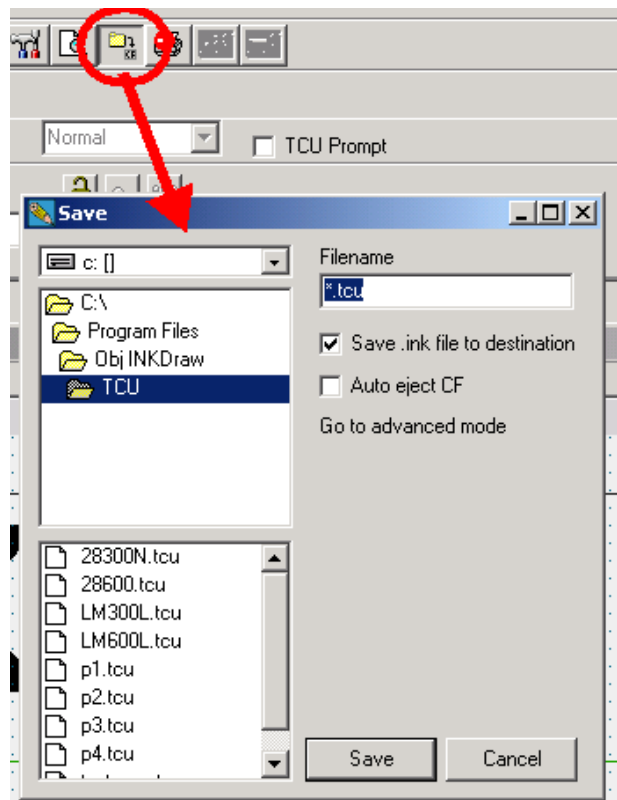 KB
Normal
TCU Prompt
Save
c: []
Filename
*.tcu
C:\
Program Files
Obj INKDraw
TCU
Save .ink file to destination
Auto eject CF
Go to advanced mode
28300N.tcu
28600.tcu
LM300L.tcu
LM600L.tcu
p1.tcu
p2.tcu
p3.tcu
p4.tcu
Save
Cancel